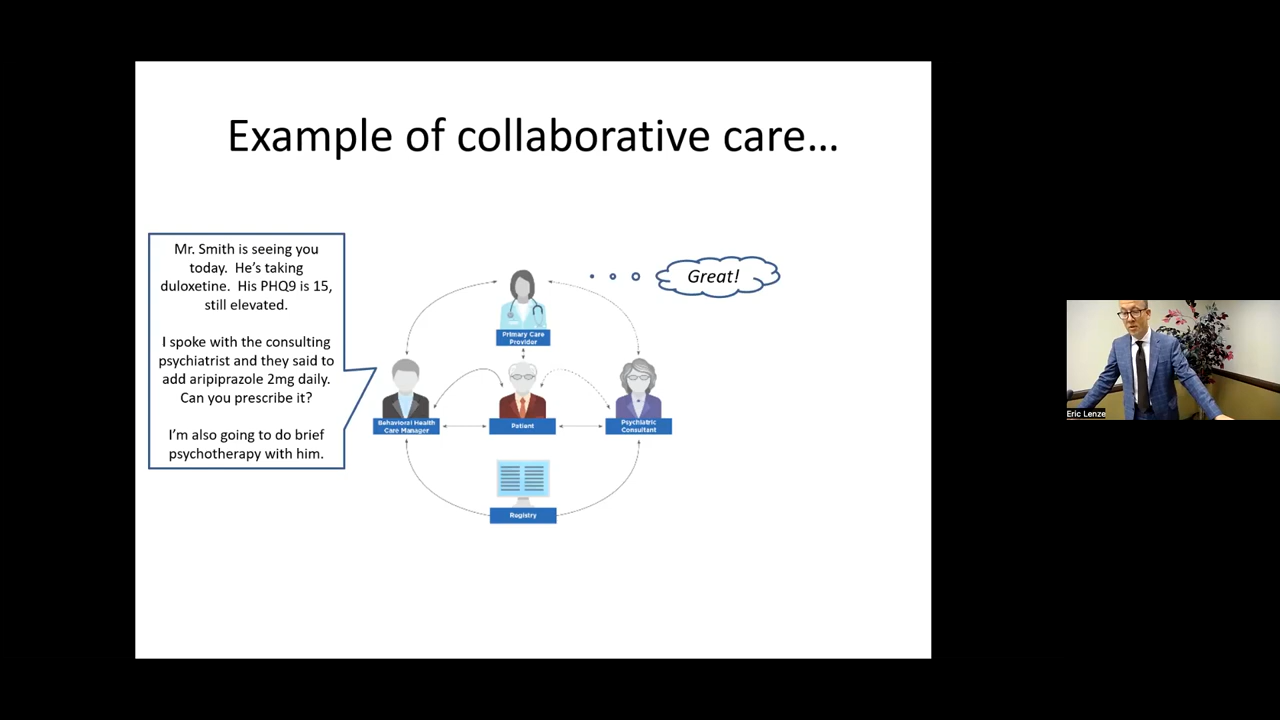 Example of collaborative care...
Mr. Smith is seeing you
today.  He's taking
duloxetine.  His PHQ9 is 15,
still elevated.
I spoke with the consulting
psychiatrist and they said to
add aripiprazole 2mg daily.
Can you prescribe it?
I'm also going to do brief
psychotherapy with him.
Great!
Primary Care
Provider
Behavioral Health
Care Manager
Patient
Psychiatric
Consultant
Registry
Eric Lenze